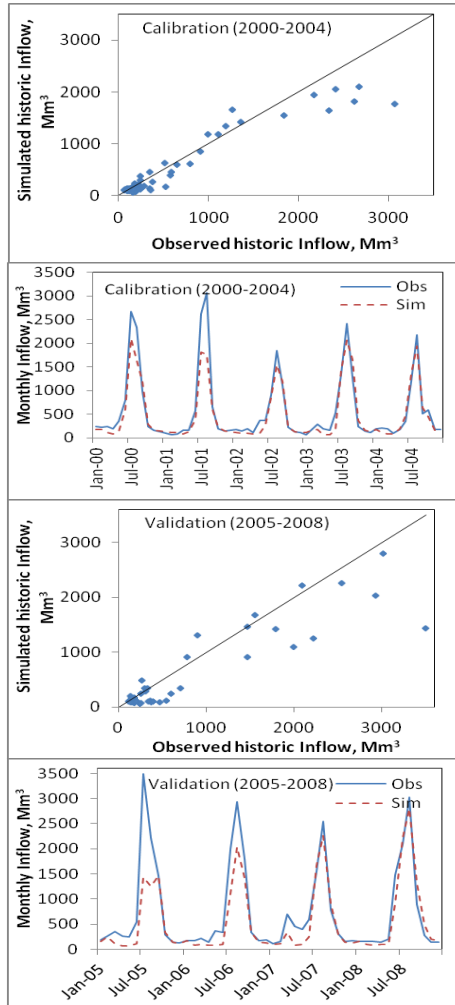 Calibration (2000-2004)
Simulated historic Inflow, Mm³
3000
2000
1000
0
0 1000 2000 3000
Observed historic Inflow, Mm³
Calibration (2000-2004)
Obs
Sim
Monthly Inflow, Mm³
3500
3000
2500
2000
1500
1000
500
0
Jan-00 Jul-00 Jan-01 Jul-01 Jan-02 Jul-02 Jan-03 Jul-03 Jan-04 Jul-04
Validation (2005-2008)
Simulated historic Inflow, Mm³
3000
2000
1000
0
0 1000 2000 3000
Observed historic Inflow, Mm³
Validation (2005-2008)
Obs
Sim
Monthly Inflow, Mm³
3500
3000
2500
2000
1500
1000
500
0
Jan-05 Jul-05 Jan-06 Jul-06 Jan-07 Jul-07 Jan-08 Jul-08